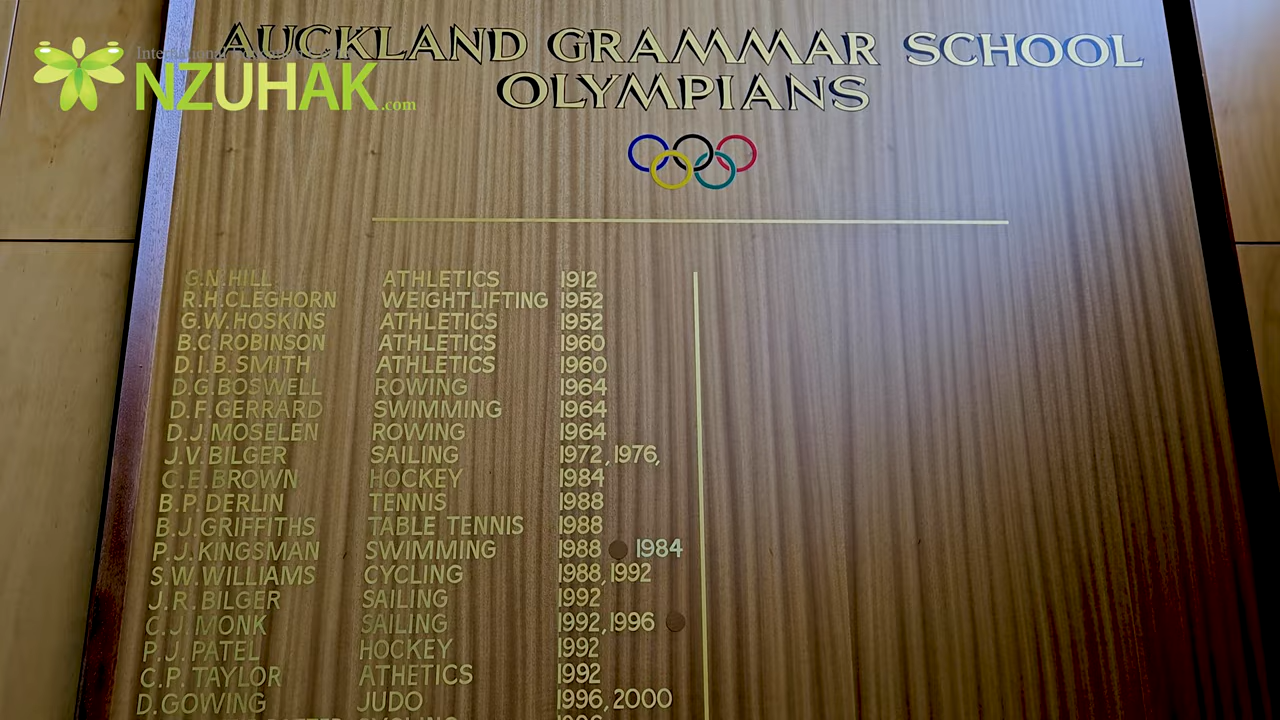 AUCKLAND GRAMMAR SCHOOL
OLYMPIANS
International
NZUHAK.com
G.N.HILL ATHLETICS 1912
R.H.CLEGHORN WEIGHTLIFTING 1952
G.W.HOSKINS ATHLETICS 1952
B.C.ROBINSON ATHLETICS 1960
D.I.B.SMITH ATHLETICS 1960
D.G.BOSWELL ROWING 1964
D.F.GERRARD SWIMMING 1964
D.J.MOSELEN ROWING 1964
J.V.BILGER SAILING 1972,1976,
C.E.BROWN HOCKEY 1984
B.P.DERLIN TENNIS 1988
B.J.GRIFFITHS TABLE TENNIS 1988
P.J.KINGSMAN SWIMMING 1988 1984
S.W.WILLIAMS CYCLING 1988,1992
J.R.BILGER SAILING 1992
C.J.MONK SAILING 1992,1996
P.J.PATEL HOCKEY 1992
C.P.TAYLOR ATHETICS 1992
D.GOWING JUDO 1996,2000